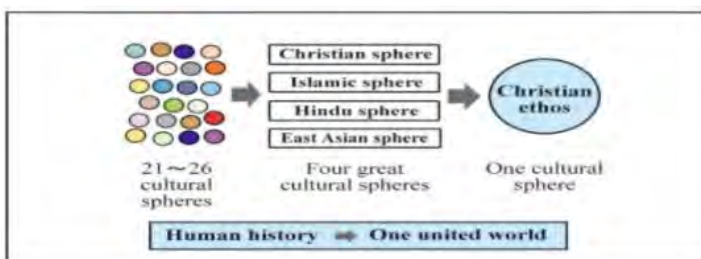 Christian sphere
Islamic sphere
Hindu sphere
East Asian sphere
Christian
ethos
21~26
cultural
spheres
Four great
cultural spheres
One cultural
sphere
Human history ➡ One united world